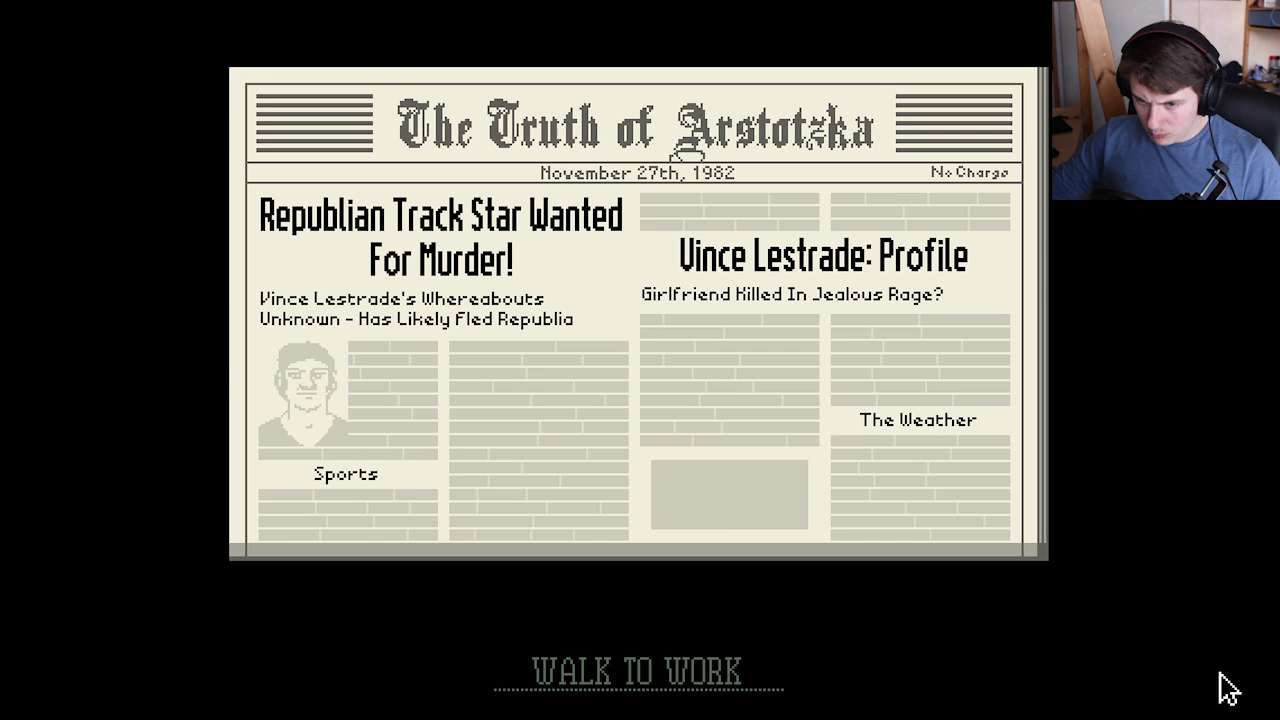 The Truth of Arstotzka
November 27th, 1982
No Charge
Republian Track Star Wanted
For Murder!
Vince Lestrade's Whereabouts
Unknown - Has Likely Fled Republia
Sports
Vince Lestrade: Profile
Girlfriend Killed In Jealous Rage?
The Weather
WALK TO WORK